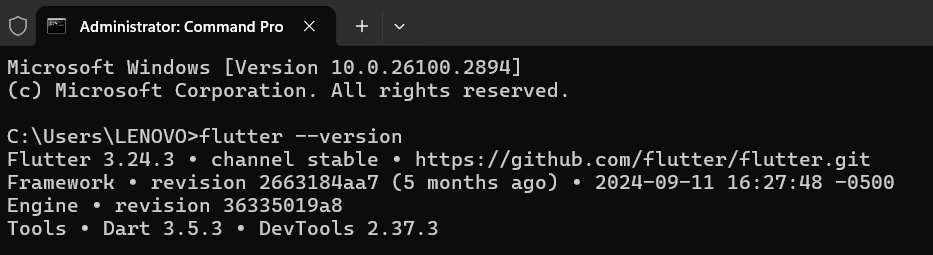 Administrator: Command Pro
Microsoft Windows [Version 10.0.26100.2894]
(c) Microsoft Corporation. All rights reserved.
C:\Users\LENOVO>flutter --version
Flutter 3.24.3 • channel stable • https://github.com/flutter/flutter.git
Framework • revision 2663184aa7 (5 months ago) • 2024-09-11 16:27:48 -0500
Engine • revision 36335019a8
Tools • Dart 3.5.3 • DevTools 2.37.3